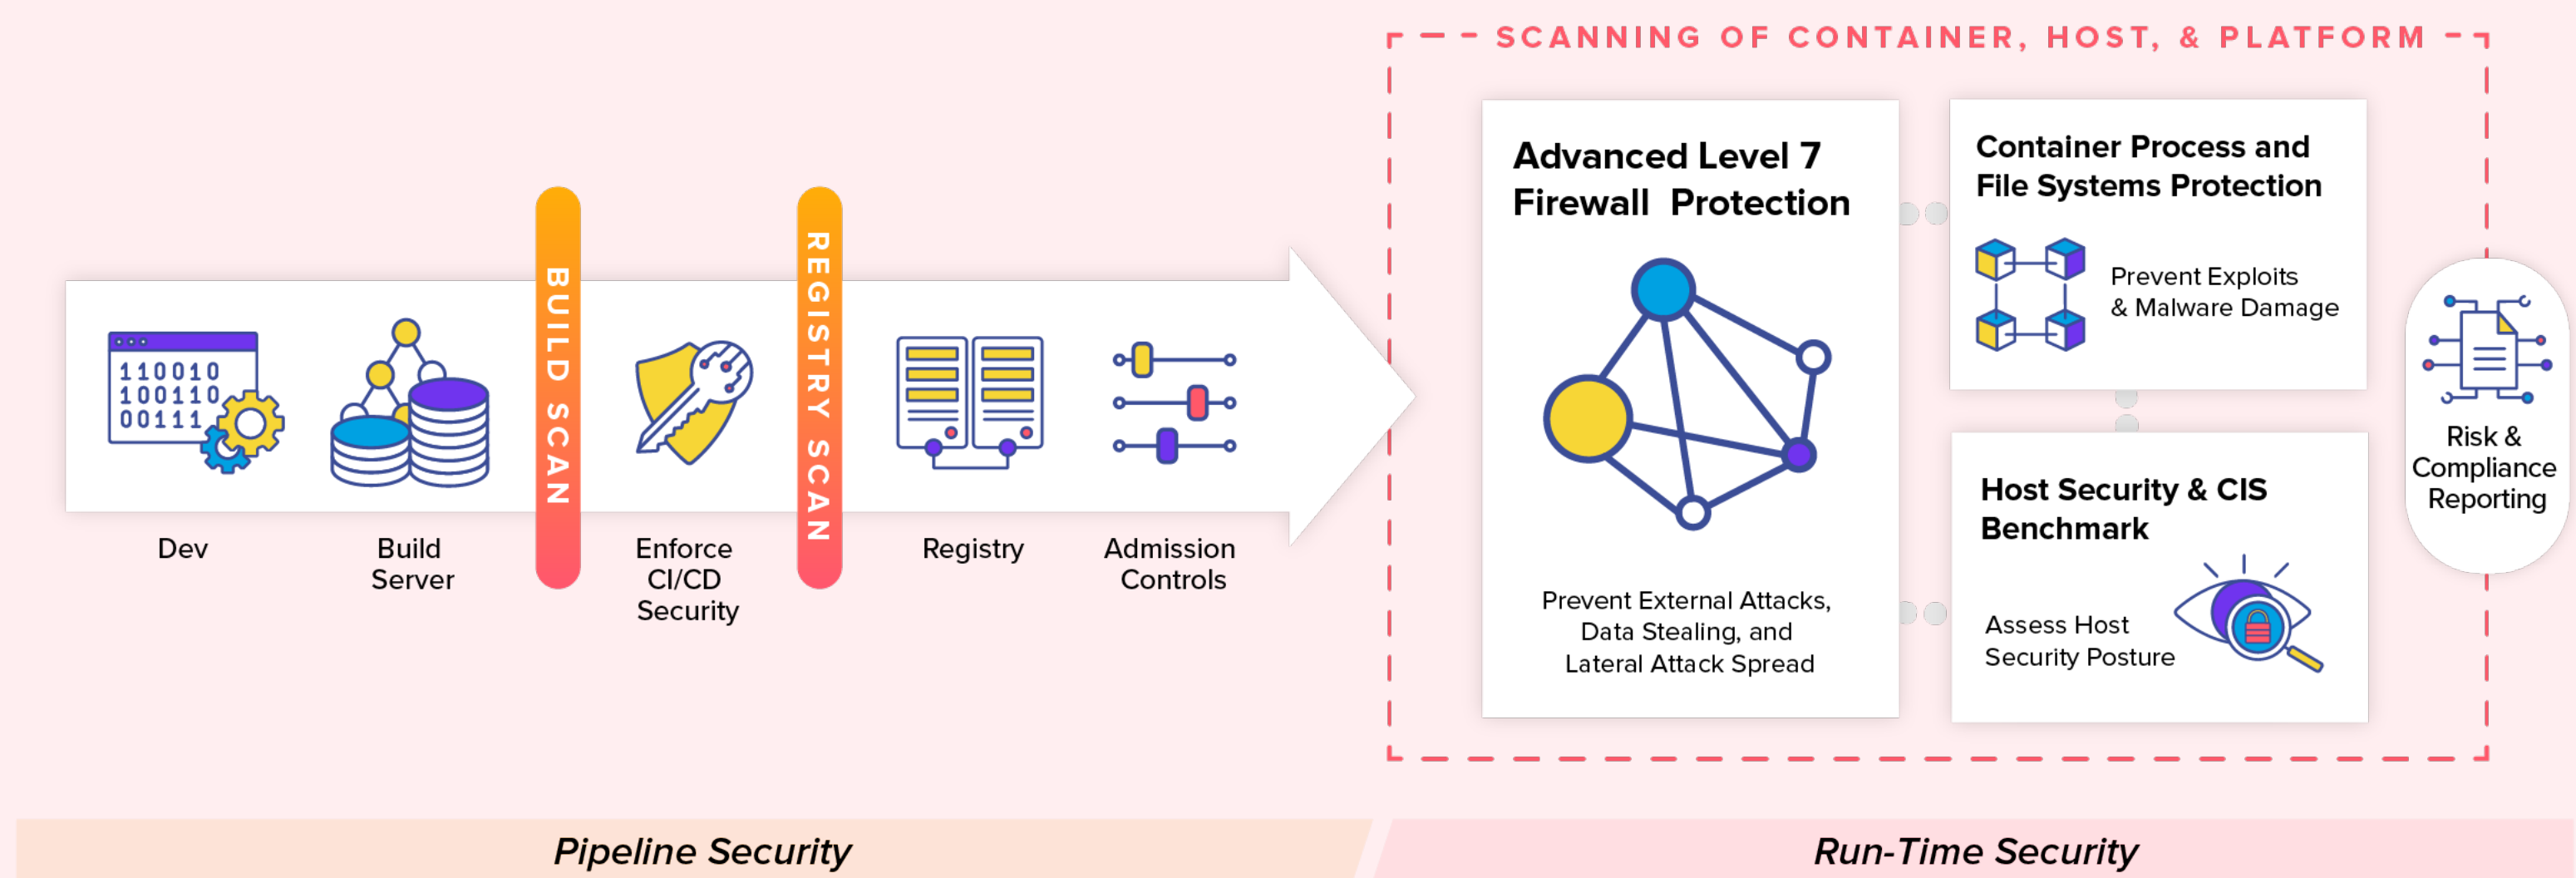 SCANNING OF CONTAINER, HOST, & PLATFORM
110010
100110
00111
Dev
Build
Server
BUILD SCAN
Enforce
CI/CD
Security
REGISTRY SCAN
Registry
Admission
Controls
Advanced Level 7
Firewall Protection
Prevent External Attacks,
Data Stealing, and
Lateral Attack Spread
Container Process and
File Systems Protection
Prevent Exploits
& Malware Damage
Host Security & CIS
Benchmark
Assess Host
Security Posture
Risk &
Compliance
Reporting
Pipeline Security
Run-Time Security